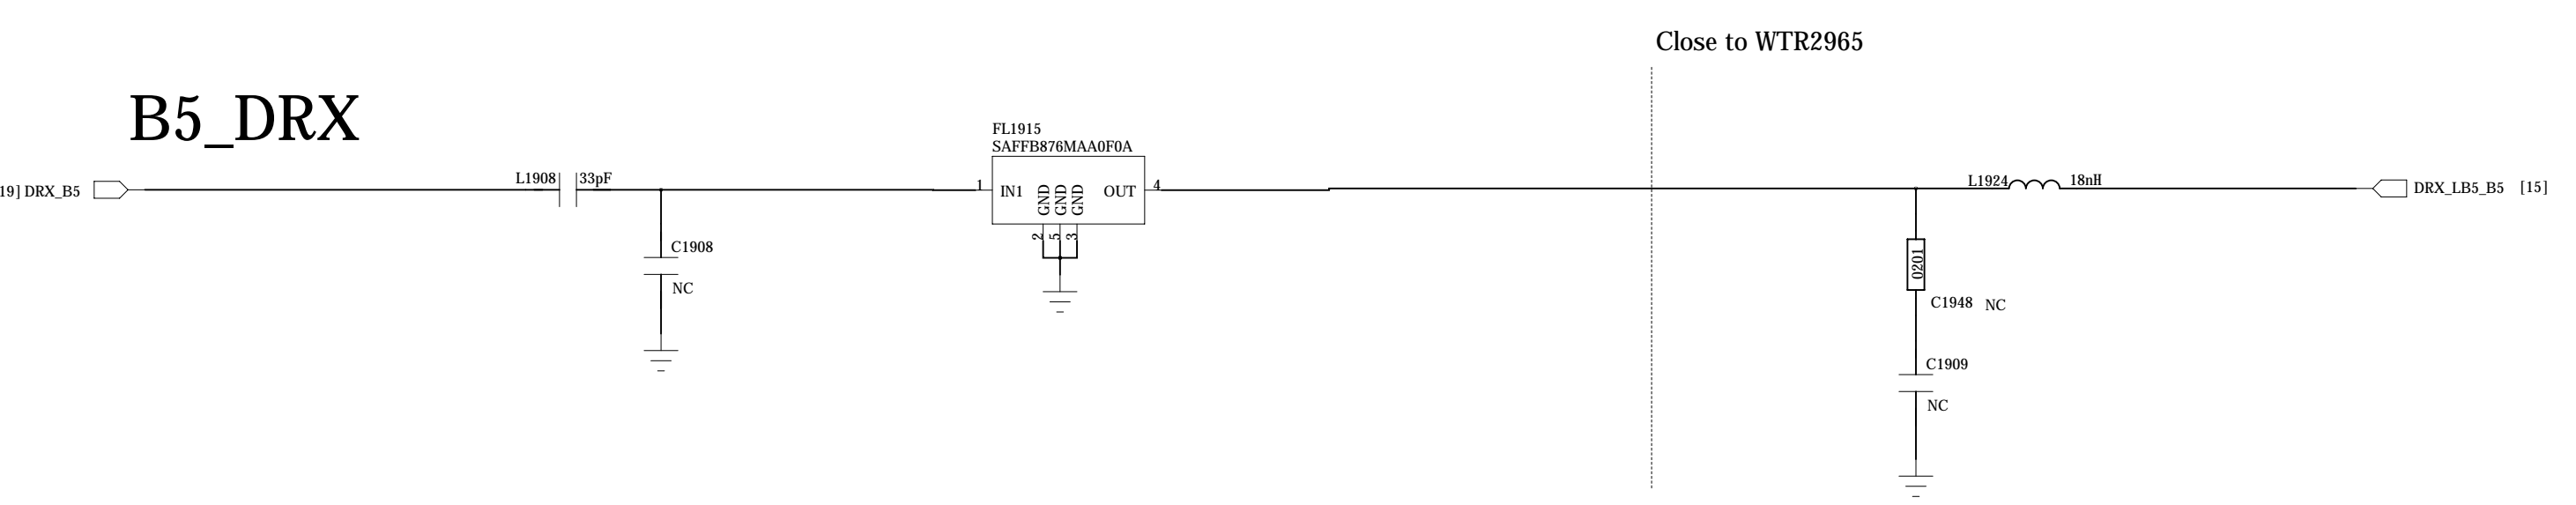 Close to WTR2965
B5_DRX
FL1915
SAFFB876MAA0F0A
19] DRX_B5
L1908
33pF
1
IN1
GND
GND
GND
OUT
4
2
5
3
C1908
NC
L1924
18nH
DRX_LB5_B5 [15]
0201
C1948 NC
C1909
NC